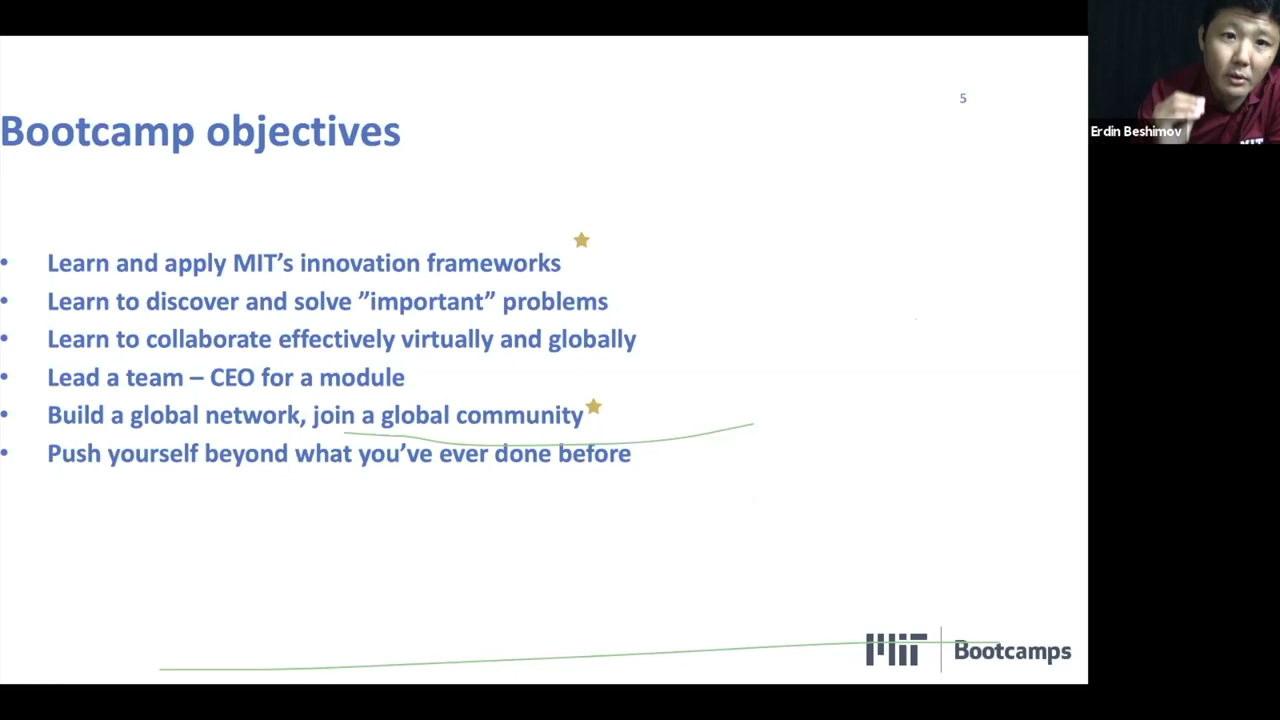 5
Bootcamp objectives
• Learn and apply MIT’s innovation frameworks
• Learn to discover and solve ”important” problems
• Learn to collaborate effectively virtually and globally
• Lead a team – CEO for a module
• Build a global network, join a global community
• Push yourself beyond what you’ve ever done before
MIT Bootcamps
Erdin Beshimov
MIT